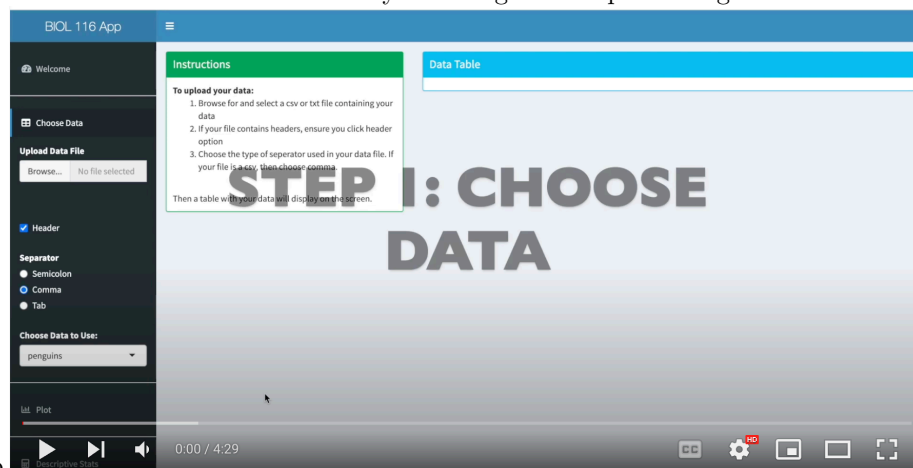 BIOL 116 App
Welcome
Choose Data
Upload Data File
Browse... No file selected
Header
Separator
Semicolon
Comma
Tab
Choose Data to Use:
penguins
Plot
Descriptive Stats
Instructions
To upload your data:
1. Browse for and select a csv or txt file containing your
data
2. If your file contains headers, ensure you click header
option
3. Choose the type of seperator used in your data file. If
your file is a csv, then choose comma.
Then a table with your data will display on the screen.
Data Table
STEP 1: CHOOSE
DATA
0:00 / 4:29
CC
HD